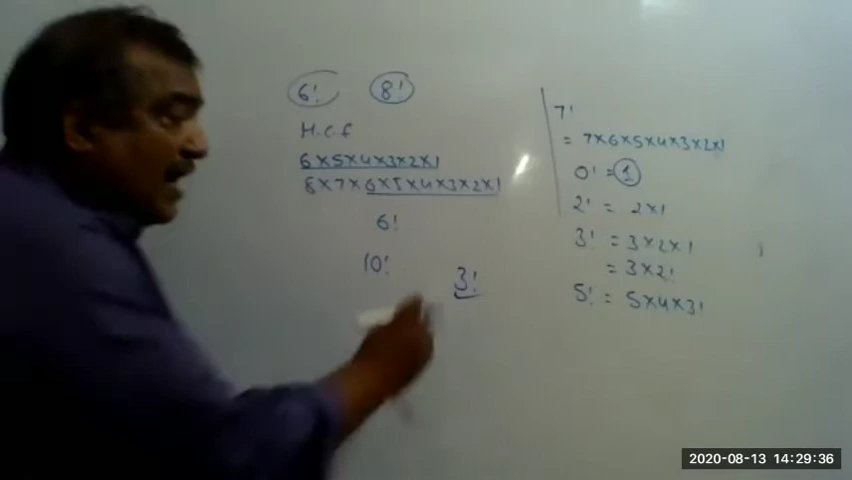 6! 8!
H.C.f
6×5×4×3×2×1
8×7×6×5×4×3×2×1
6!
10!
3!
7!
= 7×6×5×4×3×2×1
0! = 1
2! = 2×1
3! = 3×2×1
= 3×2!
5! = 5×4×3!
2020-08-13 14:29:36